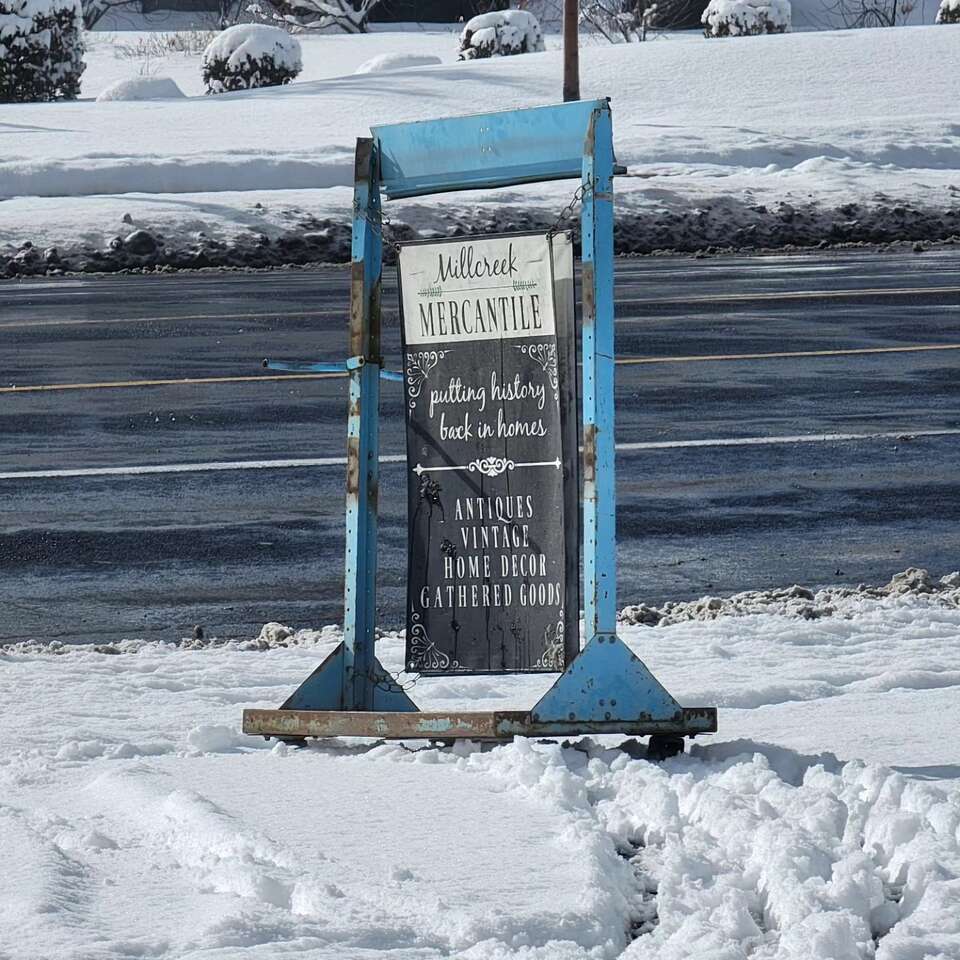 Millcreek
MERCANTILE
putting history
back in homes
ANTIQUES
VINTAGE
HOME DECOR
GATHERED GOODS